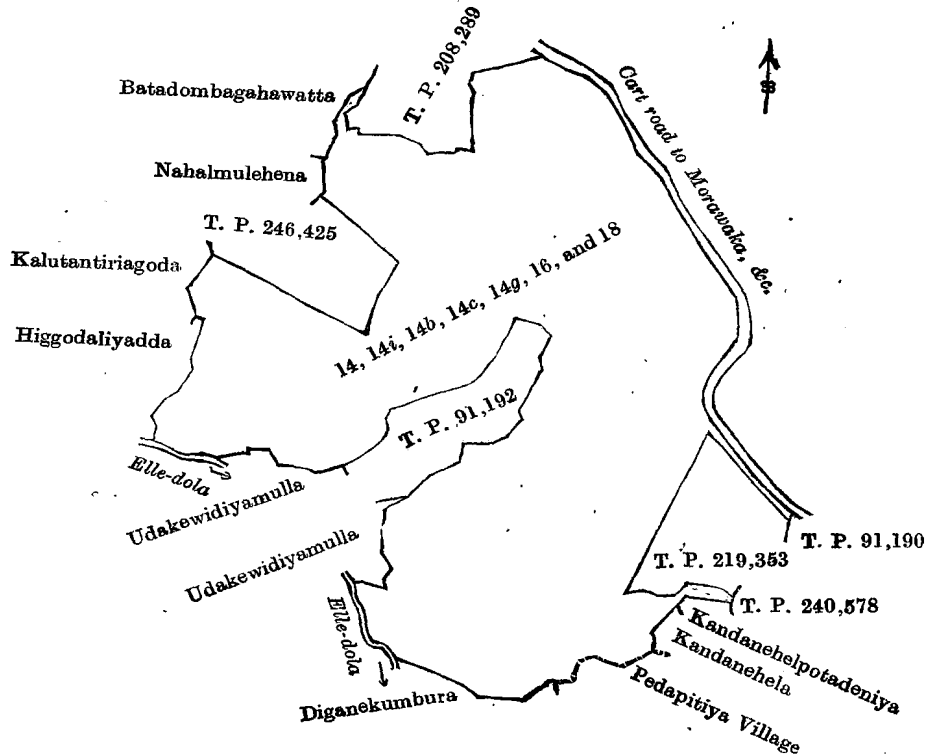 T. P. 208,289
Batadombagahawatta
Cart road to Morawaka, &c.
Nahalmulehena
T. P. 246,425
Kalutantiriagoda
14, 14i, 14b, 14c, 14g, 16, and 18
Higgodaliyadda
T. P. 91,192
Elle-dola
Udakewidiyamulla
Udakewidiyamulla
T. P. 91,190
T. P. 219,353
T. P. 240,578
Elle-dola
Kandanehelpotadeniya
Kandanehela
Diganekumbura
Pedapitiya Village